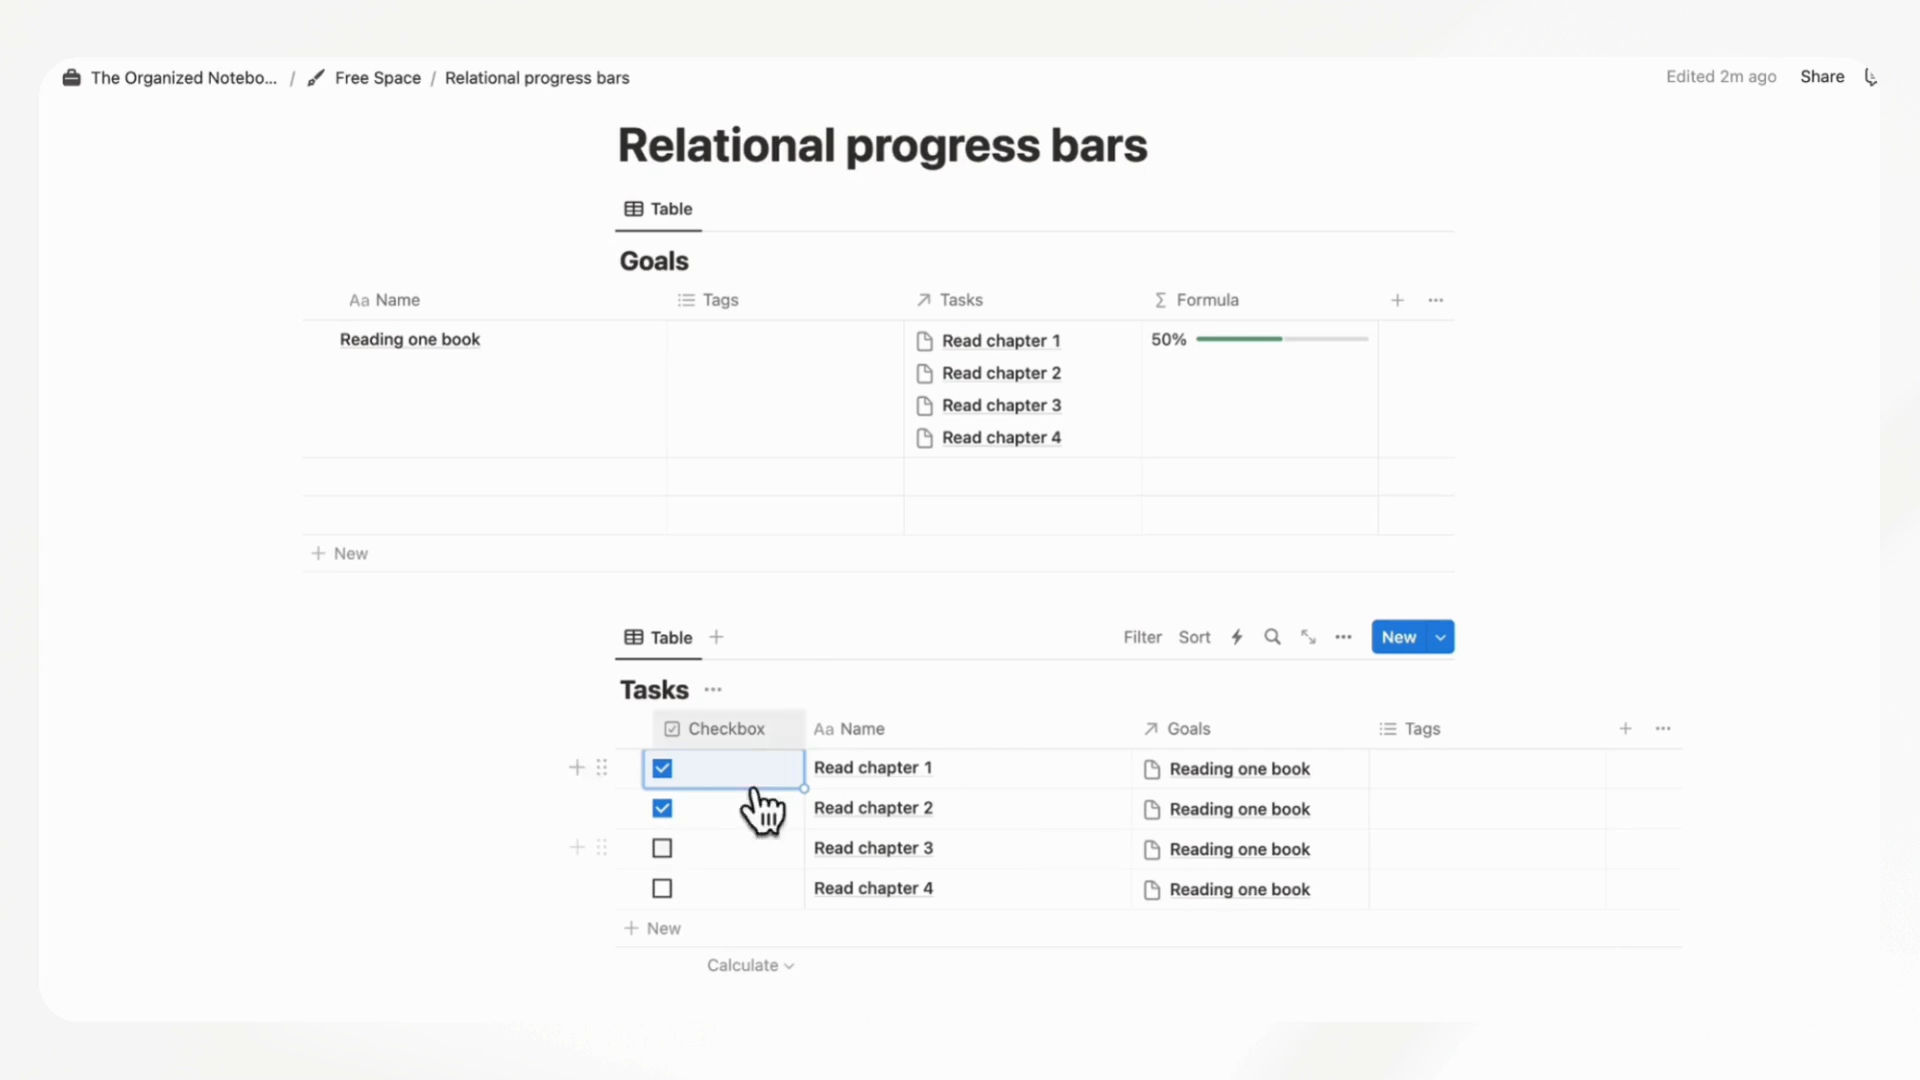 The Organized Notebo... / Free Space / Relational progress bars
Edited 2m ago Share
Relational progress bars
Table
Goals
Aa Name Tags Tasks Σ Formula + ...
Reading one book Read chapter 1 50%
Read chapter 2
Read chapter 3
Read chapter 4
+ New
Table +
Filter Sort ... New
Tasks ...
Checkbox Aa Name Goals Tags + ...
Read chapter 1 Reading one book
Read chapter 2 Reading one book
Read chapter 3 Reading one book
Read chapter 4 Reading one book
+ New
Calculate